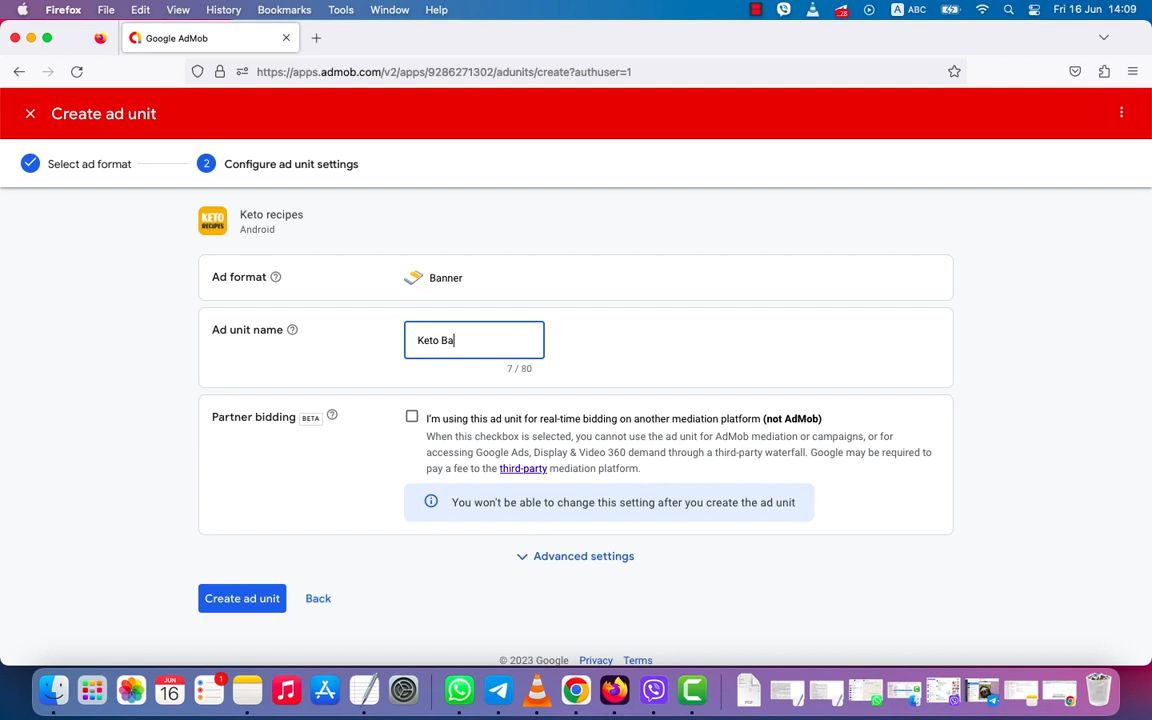 Firefox File Edit View History Bookmarks Tools Window Help 28 A ABC Fri 16 Jun 14:09
Google AdMob
https://apps.admob.com/v2/apps/9286271302/adunits/create?authuser=1
Create ad unit
Select ad format 2 Configure ad unit settings
KETO RECIPES
Keto recipes
Android
Ad format Banner
Ad unit name
Keto Ba
7 / 80
Partner bidding BETA
I'm using this ad unit for real-time bidding on another mediation platform (not AdMob)
When this checkbox is selected, you cannot use the ad unit for AdMob mediation or campaigns, or for
accessing Google Ads, Display & Video 360 demand through a third-party waterfall. Google may be required to
pay a fee to the third-party mediation platform.
You won't be able to change this setting after you create the ad unit
Advanced settings
Create ad unit Back
© 2023 Google Privacy Terms
JUN
16
1
PDF